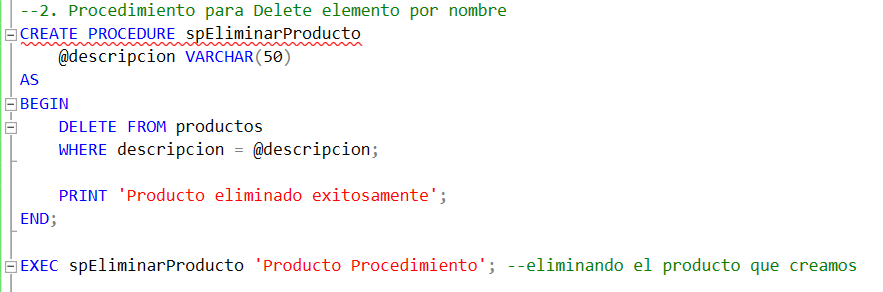 --2. Procedimiento para Delete elemento por nombre
CREATE PROCEDURE spEliminarProducto
    @descripcion VARCHAR(50)
AS
BEGIN
    DELETE FROM productos
    WHERE descripcion = @descripcion;
    PRINT 'Producto eliminado exitosamente';
END;
EXEC spEliminarProducto 'Producto Procedimiento'; --eliminando el producto que creamos